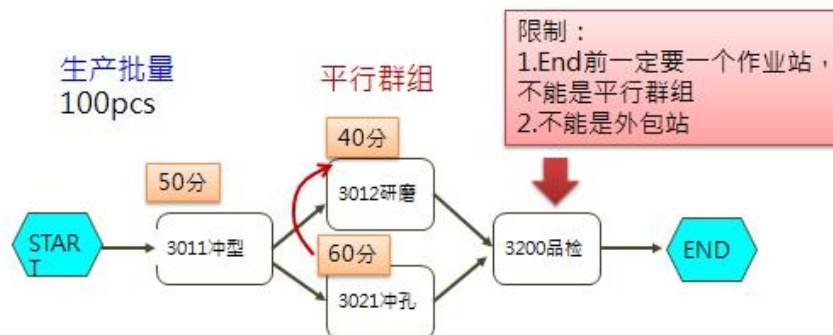 生产批量
100pcs
平行群组
限制：
1.End前一定要一个作业站，
不能是平行群组
2.不能是外包站
40分
50分
3012研磨
START
3011冲型
60分
3200品检
END
3021冲孔